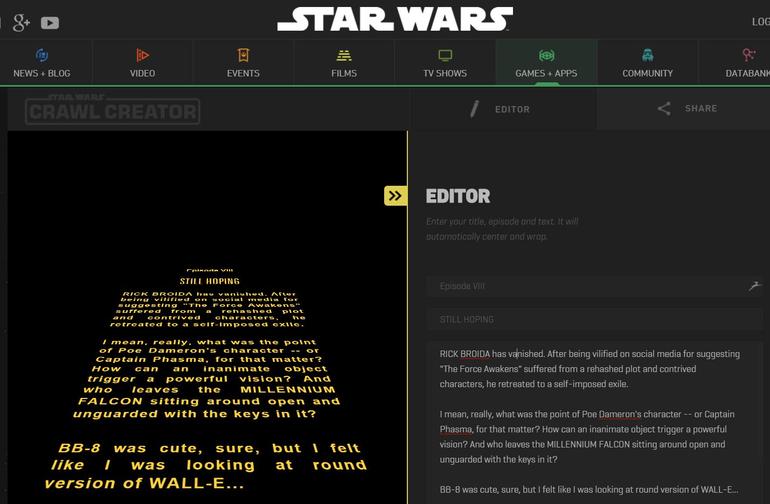 STAR WARS
LOG
NEWS + BLOG
VIDEO
EVENTS
FILMS
TV SHOWS
GAMES + APPS
COMMUNITY
DATABANK
STAR WARS
CRAWL CREATOR
EDITOR
SHARE
Episode VIII
STILL HOPING
RICK BROIDA has vanished. After
being vilified on social media for
suggesting "The Force Awakens"
suffered from a rehashed plot
and contrived characters, he
retreated to a self-imposed exile.
I mean, really, what was the point
of Poe Dameron's character -- or
Captain Phasma, for that matter?
How can an inanimate object
trigger a powerful vision? And
who leaves the MILLENNIUM
FALCON sitting around open and
unguarded with the keys in it?
BB-8 was cute, sure, but I felt
like I was looking at round
version of WALL-E...
EDITOR
Enter your title, episode and text. It will
automatically center and wrap.
Episode VIII
STILL HOPING
RICK BROIDA has vanished. After being vilified on social media for suggesting
"The Force Awakens" suffered from a rehashed plot and contrived
characters, he retreated to a self-imposed exile.
I mean, really, what was the point of Poe Dameron's character -- or Captain
Phasma, for that matter? How can an inanimate object trigger a powerful
vision? And who leaves the MILLENNIUM FALCON sitting around open and
unguarded with the keys in it?
BB-8 was cute, sure, but I felt like I was looking at round version of WALL-E...